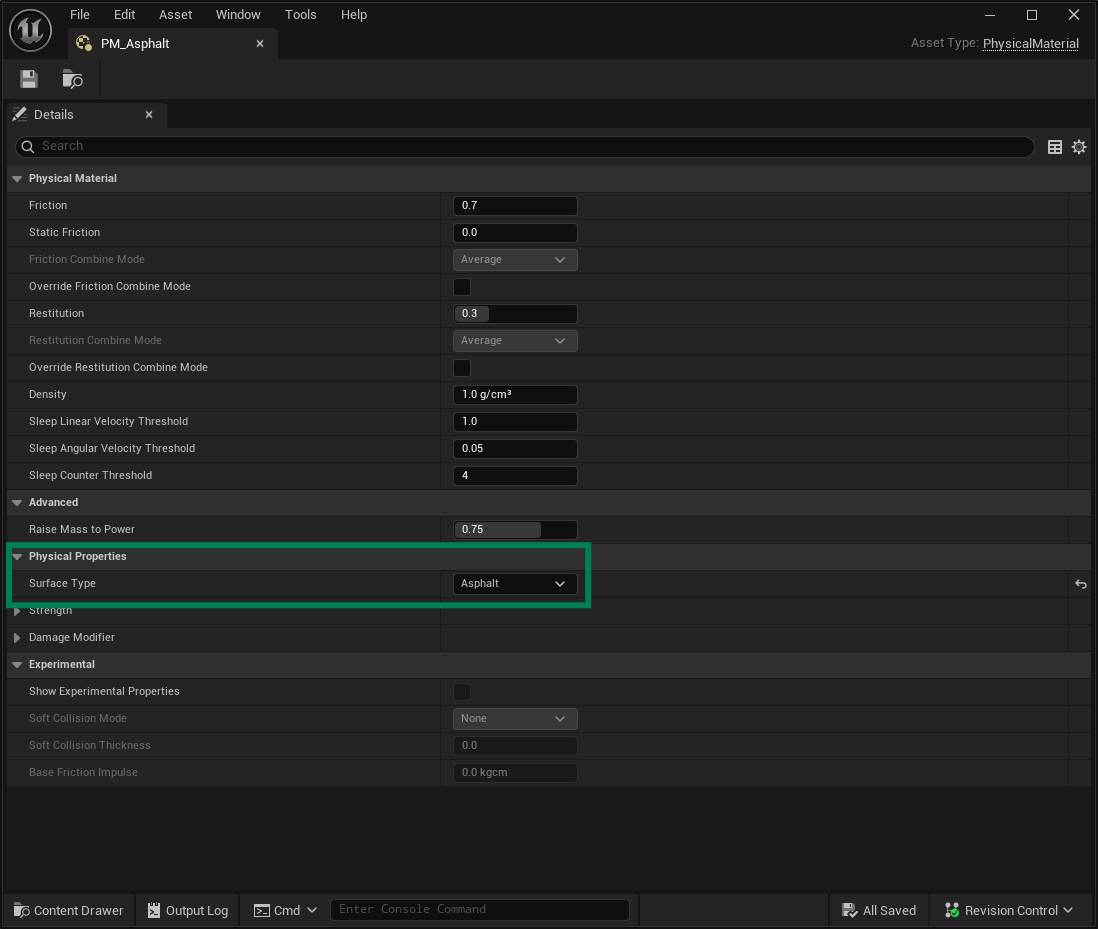 File Edit Asset Window Tools Help
PM_Asphalt
Asset Type: PhysicalMaterial
Details
Search
Physical Material
Friction 0.7
Static Friction 0.0
Friction Combine Mode Average
Override Friction Combine Mode
Restitution 0.3
Restitution Combine Mode Average
Override Restitution Combine Mode
Density 1.0 g/cm³
Sleep Linear Velocity Threshold 1.0
Sleep Angular Velocity Threshold 0.05
Sleep Counter Threshold 4
Advanced
Raise Mass to Power 0.75
Physical Properties
Surface Type Asphalt
Strength
Damage Modifier
Experimental
Show Experimental Properties
Soft Collision Mode None
Soft Collision Thickness 0.0
Base Friction Impulse 0.0 kgcm
Content Drawer Output Log Cmd Enter Console Command All Saved Revision Control